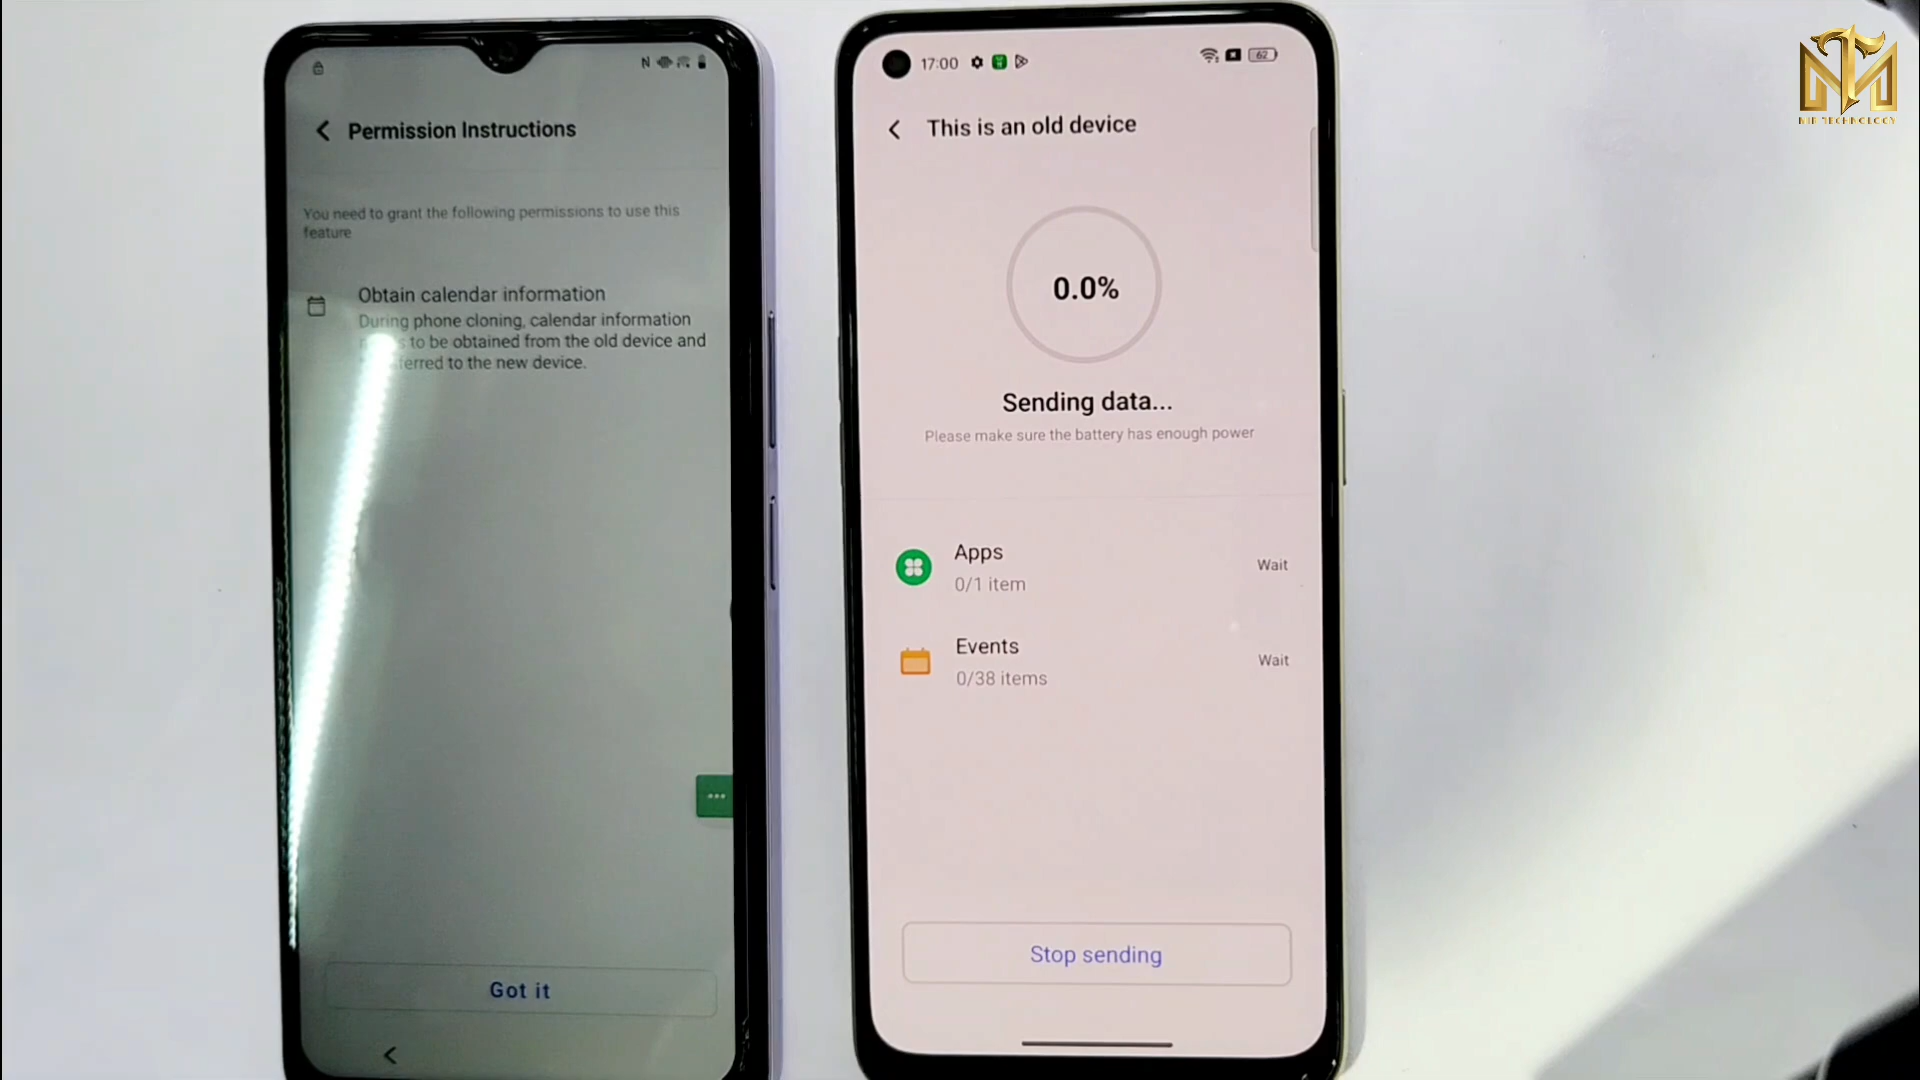 Permission Instructions
You need to grant the following permissions to use this
feature
Obtain calendar information
During phone cloning, calendar information
to be obtained from the old device and
to the new device.
Got it
17:00
62
This is an old device
0.0%
Sending data...
Please make sure the battery has enough power
Apps
0/1 item
Wait
Events
0/38 items
Wait
Stop sending
TECHNOLOGY